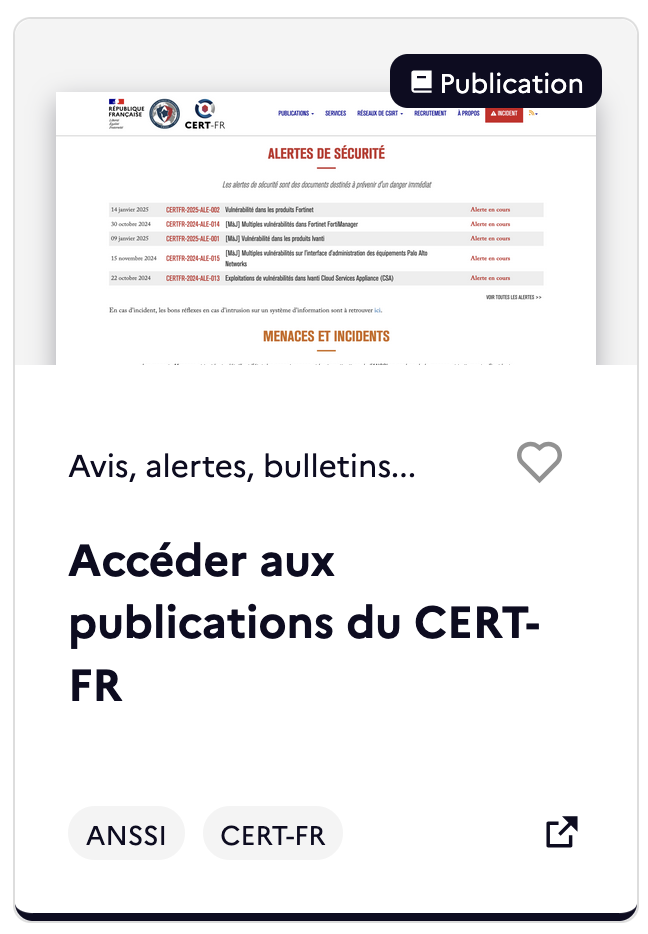 Publication
RÉPUBLIQUE
FRANÇAISE
Liberté
Égalité
Fraternité
CERT-FR
PUBLICATIONS SERVICES RÉSEAUX DE CSIRT RECRUTEMENT À PROPOS INCIDENT
ALERTES DE SÉCURITÉ
Les alertes de sécurité sont des documents destinés à prévenir d'un danger immédiat
14 janvier 2025 CERTFR-2025-ALE-002 Vulnérabilité dans les produits Fortinet Alerte en cours
30 octobre 2024 CERTFR-2024-ALE-014 [MàJ] Multiples vulnérabilités dans Fortinet FortiManager Alerte en cours
09 janvier 2025 CERTFR-2025-ALE-001 [MàJ] Vulnérabilité dans les produits Ivanti Alerte en cours
15 novembre 2024 CERTFR-2024-ALE-015 [MàJ] Multiples vulnérabilités sur l'interface d'administration des équipements Palo Alto
Networks Alerte en cours
22 octobre 2024 CERTFR-2024-ALE-013 Exploitations de vulnérabilités dans Ivanti Cloud Services Appliance (CSA) Alerte en cours
VOIR TOUTES LES ALERTES >>
En cas d'incident, les bons réflexes en cas d'intrusion sur un système d'information sont à retrouver ici.
MENACES ET INCIDENTS
Avis, alertes, bulletins...
Accéder aux
publications du CERT-
FR
ANSSI CERT-FR